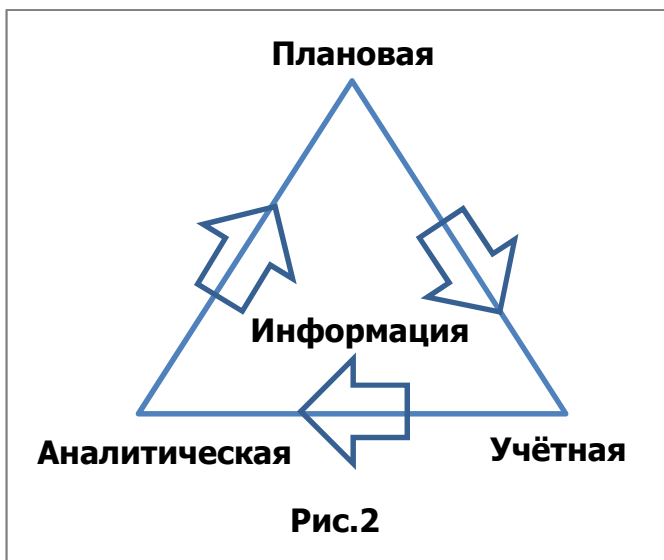 Плановая
Информация
Аналитическая
Учётная
Рис.2